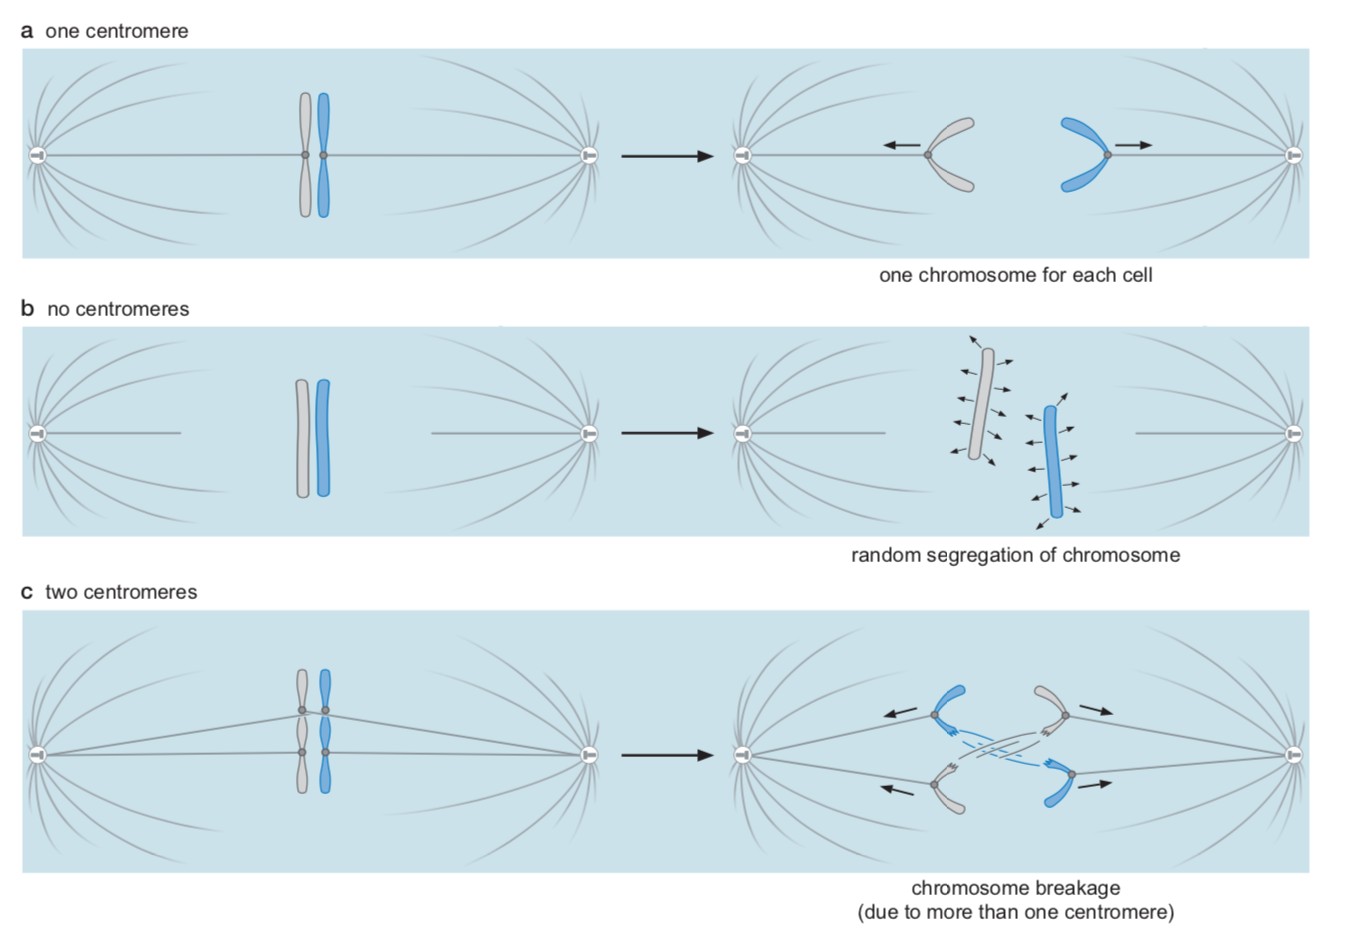 a one centromere
one chromosome for each cell
b no centromeres
random segregation of chromosome
c two centromeres
chromosome breakage
(due to more than one centromere)